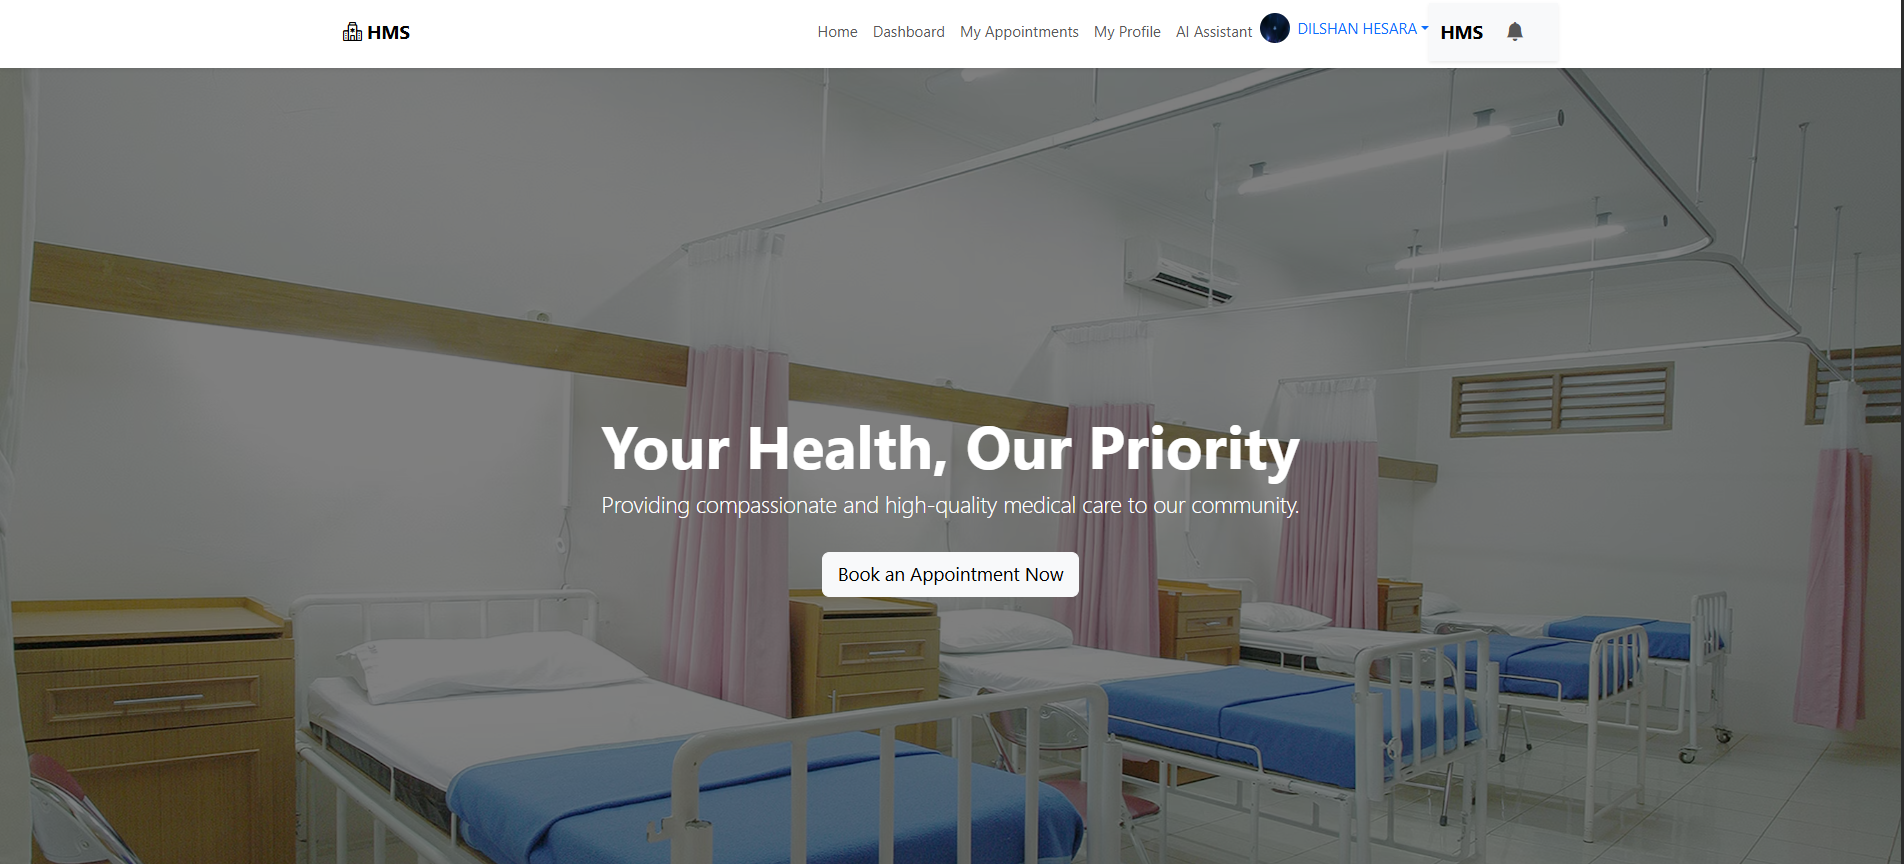 HMS
Home Dashboard My Appointments My Profile AI Assistant DILSHAN HESARA HMS
Your Health, Our Priority
Providing compassionate and high-quality medical care to our community.
Book an Appointment Now